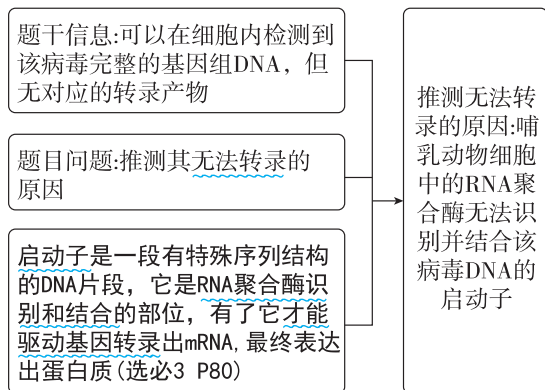 题干信息:可以在细胞内检测到
该病毒完整的基因组DNA，但
无对应的转录产物
题目问题:推测其无法转录的
原因
启动子是一段有特殊序列结构
的DNA片段，它是RNA聚合酶识
别和结合的部位，有了它才能
驱动基因转录出mRNA,最终表达
出蛋白质(选必3 P80)
推测无法转
录的原因:哺
乳动物细胞
中的RNA聚
合酶无法识
别并结合该
病毒DNA的
启动子